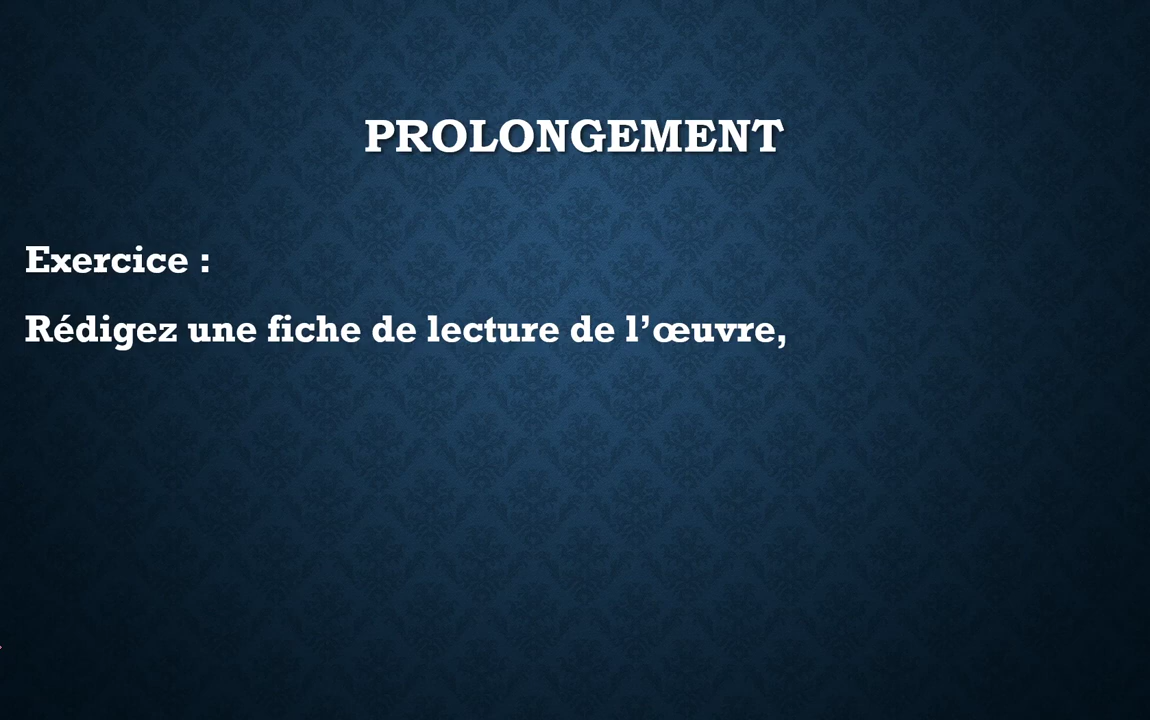 PROLONGEMENT
Exercice :
Rédigez une fiche de lecture de l’œuvre,